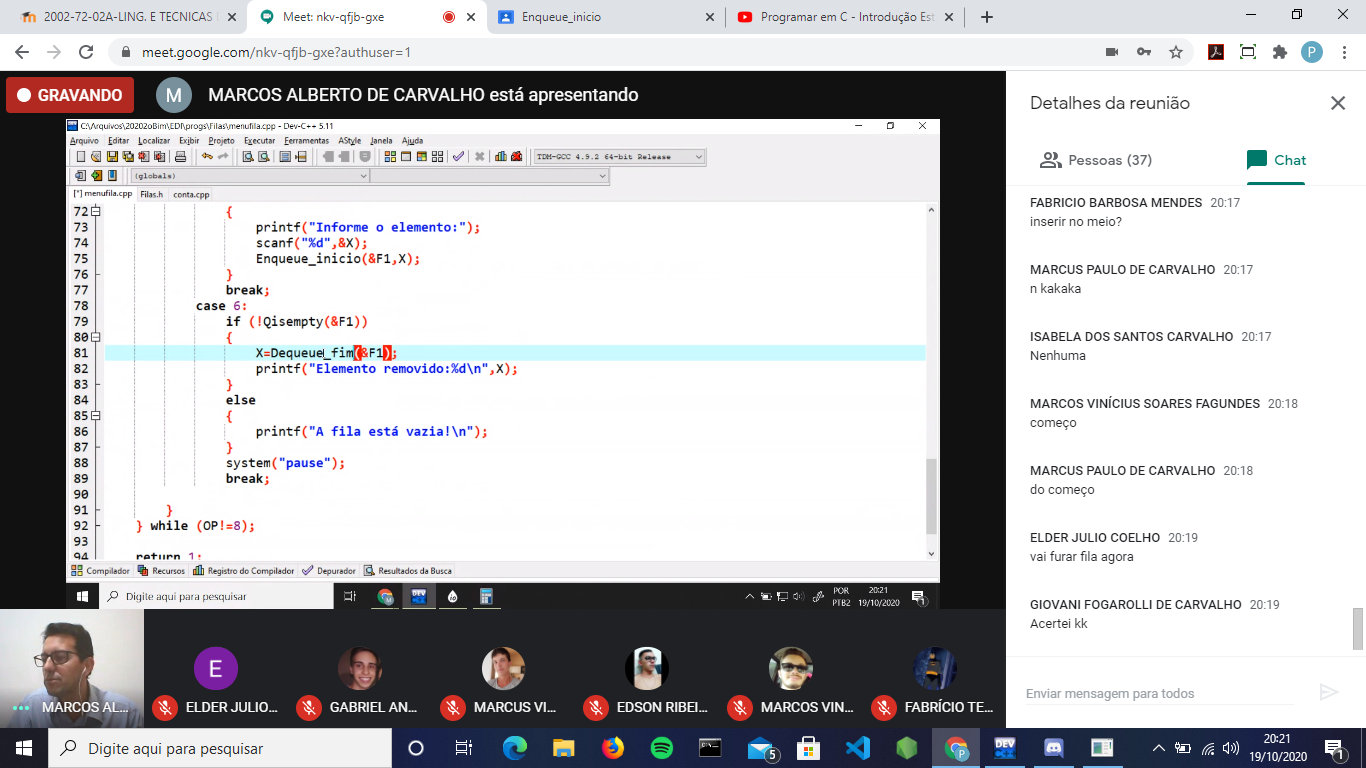 2002-72-02A-LING. E TECNICAS
Meet: nkv-qfjb-gxe
Enqueue_inicio
Programar em C - Introdução Est
meet.google.com/nkv-qfjb-gxe?authuser=1
P
GRAVANDO
M
MARCOS ALBERTO DE CARVALHO está apresentando
C:\Arquivos\20202oBim\EDI\progs\Filas\menufila.cpp - Dev-C++ 5.11
Arquivo Editar Localizar Exibir Projeto Executar Ferramentas AStyle Janela Ajuda
TDM-GCC 4.9.2 64-bit Release
(globals)
[*] menufila.cpp Filas.h conta.cpp
72 {
73 printf("Informe o elemento:");
74 scanf("%d",&X);
75 Enqueue_inicio(&F1,X);
76 }
77 break;
78 case 6:
79 if (!Qisempty(&F1))
80 {
81 X=Dequeue_fim(&F1);
82 printf("Elemento removido:%d\n",X);
83 }
84 else
85 {
86 printf("A fila está vazia!\n");
87 }
88 system("pause");
89 break;
90
91 }
92 } while (OP!=8);
93
94 return 1;
Compilador Recursos Registro do Compilador Depurador Resultados da Busca
Digite aqui para pesquisar
POR
PTB2
20:21
19/10/2020
1
MARCOS AL...
E
ELDER JULIO...
GABRIEL AN...
MARCUS VI...
EDSON RIBEI...
MARCOS VIN...
FABRÍCIO TE...
Detalhes da reunião
Pessoas (37)
Chat
FABRICIO BARBOSA MENDES 20:17
inserir no meio?
MARCUS PAULO DE CARVALHO 20:17
n kakaka
ISABELA DOS SANTOS CARVALHO 20:17
Nenhuma
MARCOS VINÍCIUS SOARES FAGUNDES 20:18
começo
MARCUS PAULO DE CARVALHO 20:18
do começo
ELDER JULIO COELHO 20:19
vai furar fila agora
GIOVANI FOGAROLLI DE CARVALHO 20:19
Acertei kk
Enviar mensagem para todos
Digite aqui para pesquisar
5
DEV
C++
P
20:21
19/10/2020
1